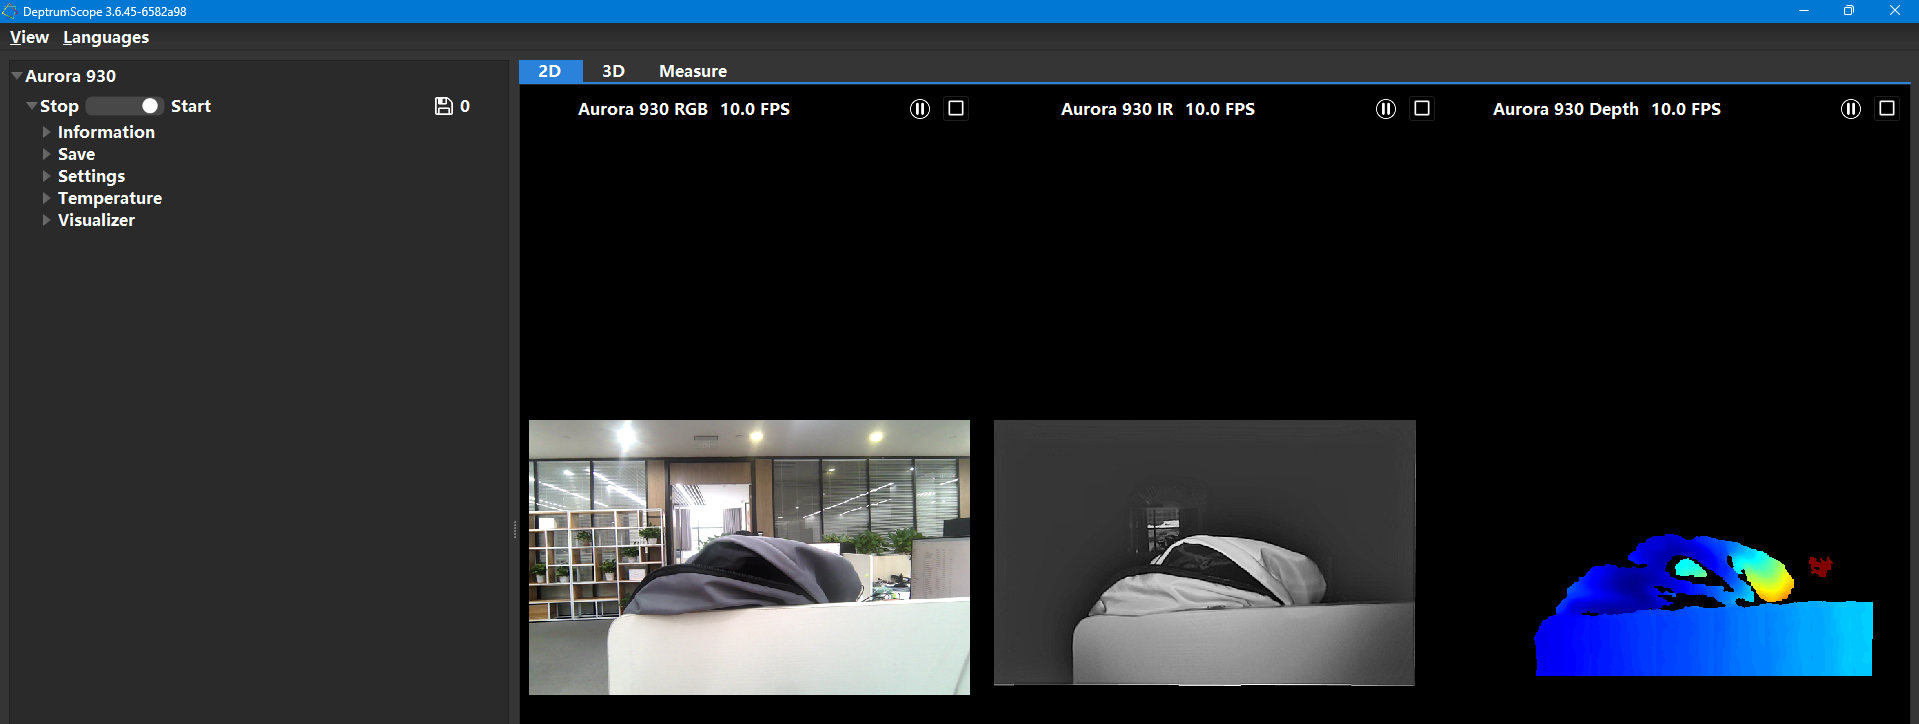 DeptrumScope 3.6.45-6582a98
View Languages
Aurora 930
Stop Start 0
Information
Save
Settings
Temperature
Visualizer
2D 3D Measure
Aurora 930 RGB 10.0 FPS
Aurora 930 IR 10.0 FPS
Aurora 930 Depth 10.0 FPS